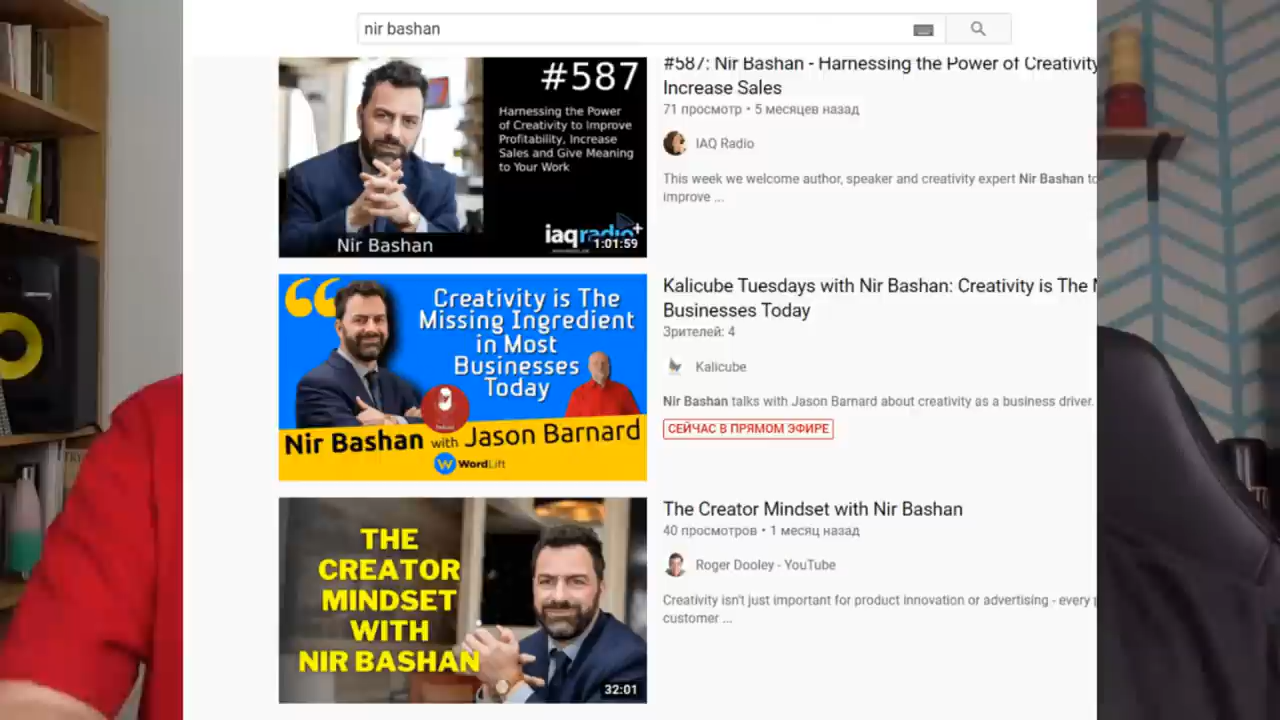 nir bashan
#587
Harnessing the Power
of Creativity to Improve
Profitability, Increase
Sales and Give Meaning
to Your Work
iaqradio+
Nir Bashan
1:01:59
#587: Nir Bashan - Harnessing the Power of Creativity
Increase Sales
71 просмотр • 5 месяцев назад
IAQ Radio
This week we welcome author, speaker and creativity expert Nir Bashan to
improve ...
Creativity is The
Missing Ingredient
in Most
Businesses
Today
Nir Bashan with Jason Barnard
WordLift
Kalicube Tuesdays with Nir Bashan: Creativity is The
Businesses Today
Зрителей: 4
Kalicube
Nir Bashan talks with Jason Barnard about creativity as a business driver.
СЕЙЧАС В ПРЯМОМ ЭФИРЕ
THE
CREATOR
MINDSET
WITH
NIR BASHAN
32:01
The Creator Mindset with Nir Bashan
40 просмотров • 1 месяц назад
Roger Dooley - YouTube
Creativity isn't just important for product innovation or advertising - every
customer ...